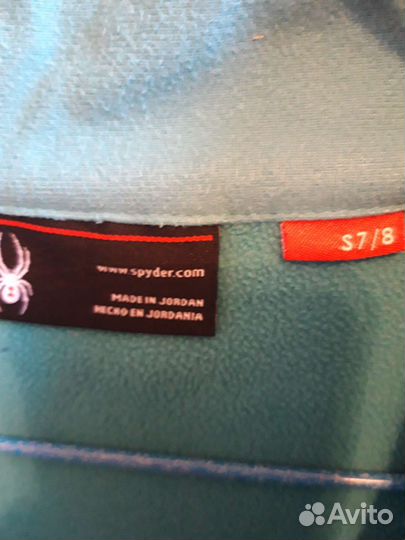 www.spyder.com
S7/8
MADE IN JORDAN
HECHO EN JORDANIA
Avito